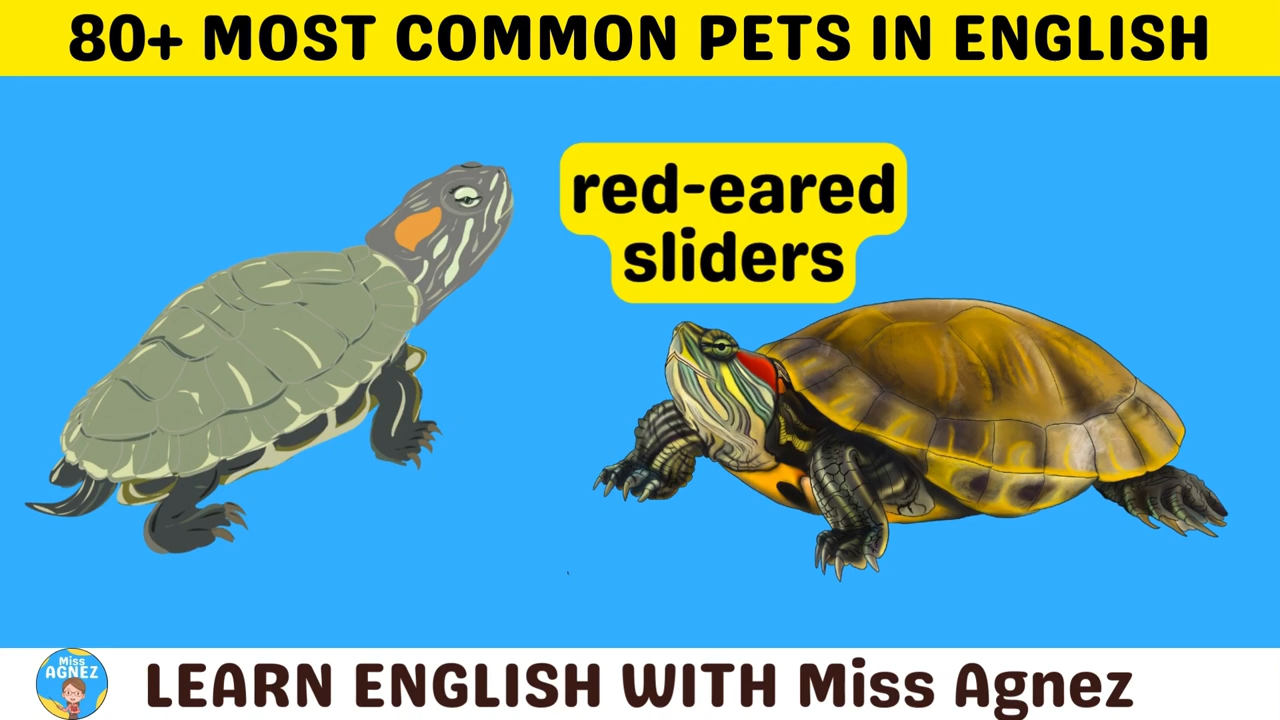 80+ MOST COMMON PETS IN ENGLISH
red-eared
sliders
Miss
AGNEZ
LEARN ENGLISH WITH Miss Agnez